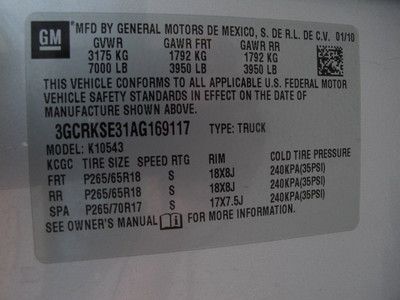 GM MFD BY GENERAL MOTORS DE MEXICO, S. DE R.L. DE C.V. 01/10
GVWR GAWR FRT GAWR RR
3175 KG 1792 KG 1792 KG
7000 LB 3950 LB 3950 LB
THIS VEHICLE CONFORMS TO ALL APPLICABLE U.S. FEDERAL MOTOR
VEHICLE SAFETY STANDARDS IN EFFECT ON THE DATE OF
MANUFACTURE SHOWN ABOVE.
3GCRKSE31AG169117 TYPE: TRUCK
MODEL: K10543
KCGC TIRE SIZE SPEED RTG RIM COLD TIRE PRESSURE
FRT P265/65R18 S 18X8J 240KPA(35PSI)
RR P265/65R18 S 18X8J 240KPA(35PSI)
SPA P265/70R17 S 17X7.5J 240KPA(35PSI)
SEE OWNER'S MANUAL FOR MORE INFORMATION.